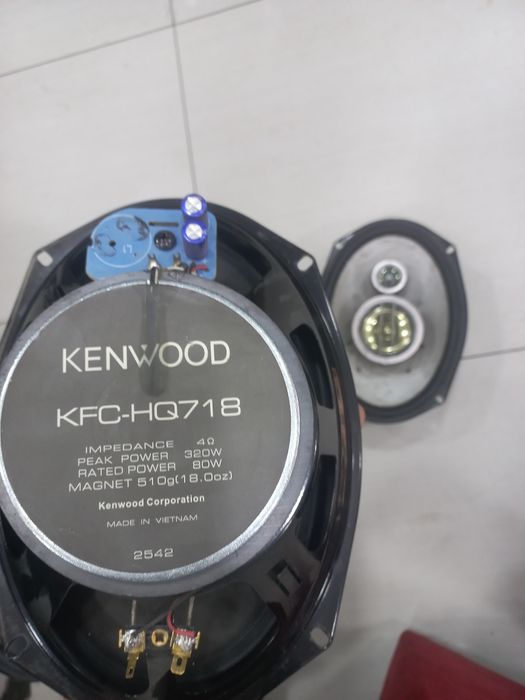 KENWOOD
KFC-HQ718
IMPEDANCE 4Ω
PEAK POWER 320W
RATED POWER 80W
MAGNET 510g(18.0oz)
Kenwood Corporation
MADE IN VIETNAM
2542